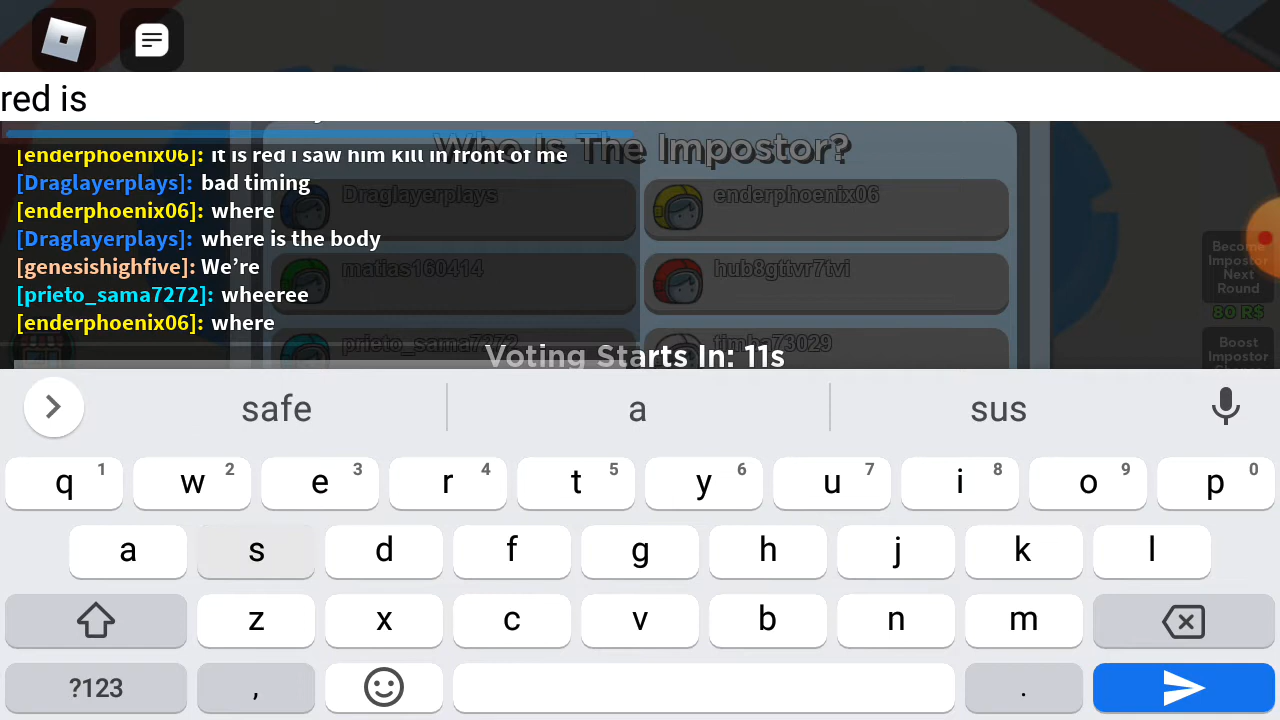 red is
Who Is The Impostor?
[enderphoenix06]: it is red i saw him kill in front of me
[Draglayerplays]: bad timing
[enderphoenix06]: where
[Draglayerplays]: where is the body
[genesishighfive]: We're
[prieto_sama7272]: wheeree
[enderphoenix06]: where
Draglayerplays
enderphoenix06
matias160414
hub8gttvr7tvi
prieto_sama7272
timba73029
Voting Starts In: 11s
Become
Impostor
Next
Round
80 R$
Boost
Impostor
safe a sus
q 1 w 2 e 3 r 4 t 5 y 6 u 7 i 8 o 9 p 0
a s d f g h j k l
z x c v b n m
?123 , .